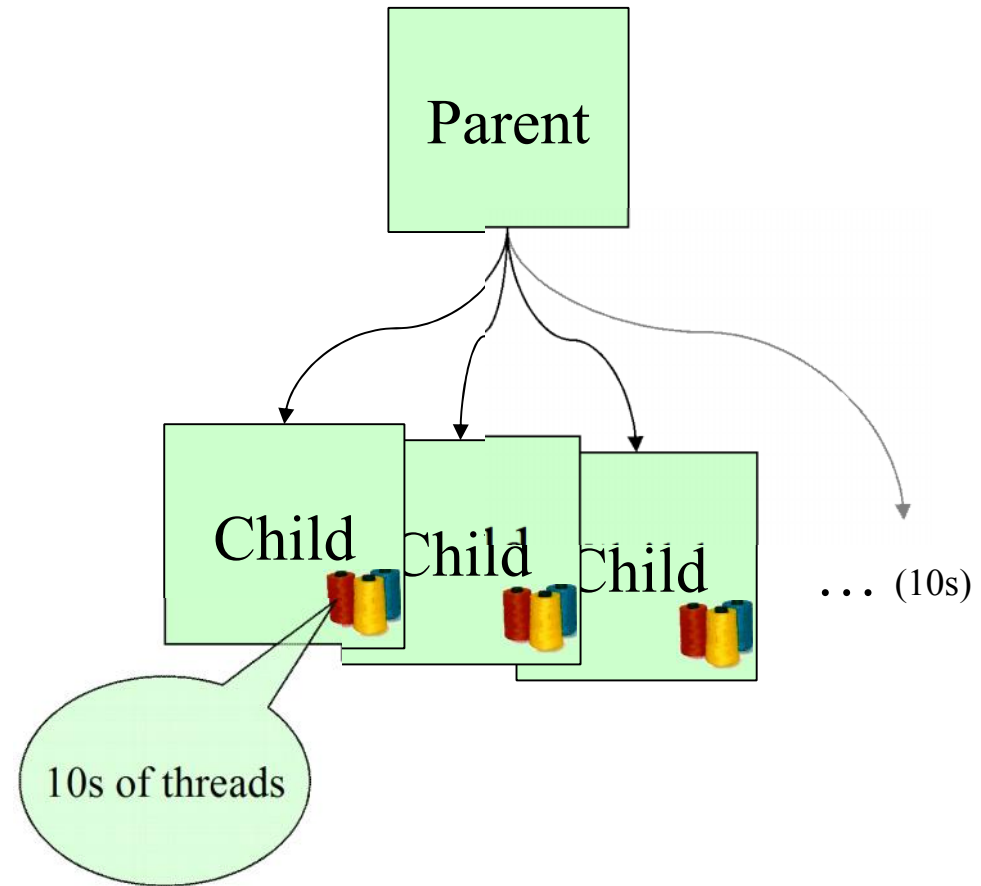 Parent
Child
Child
Child
... (10s)
10s of threads